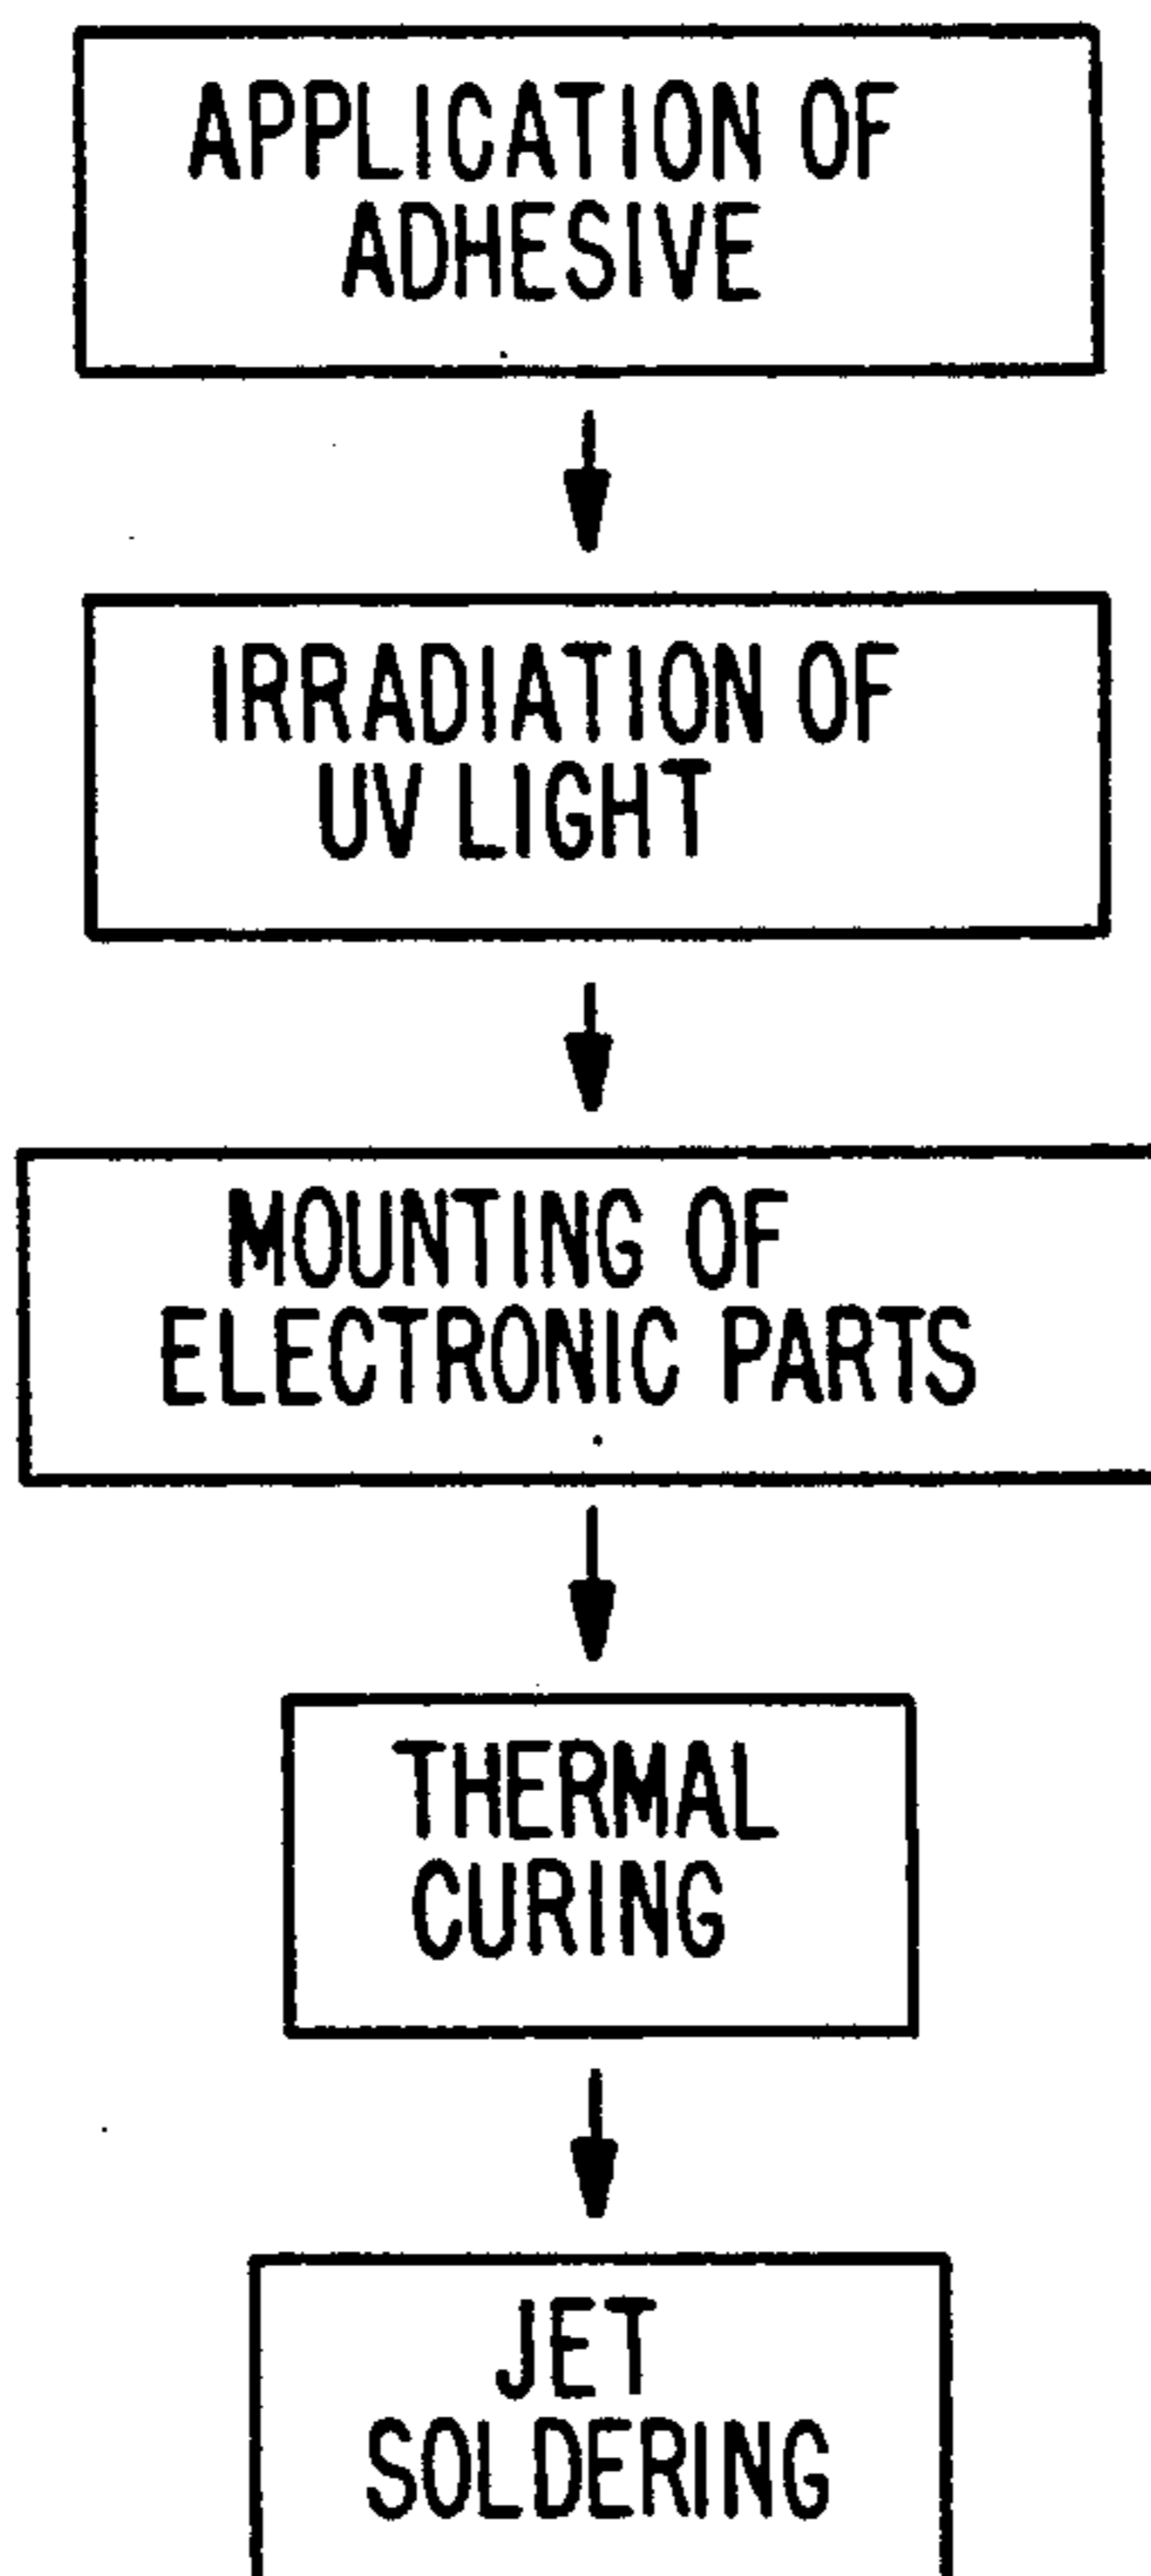 APPLICATION OF
ADHESIVE
IRRADIATION OF
UV LIGHT
MOUNTING OF
ELECTRONIC PARTS
THERMAL
CURING
JET
SOLDERING